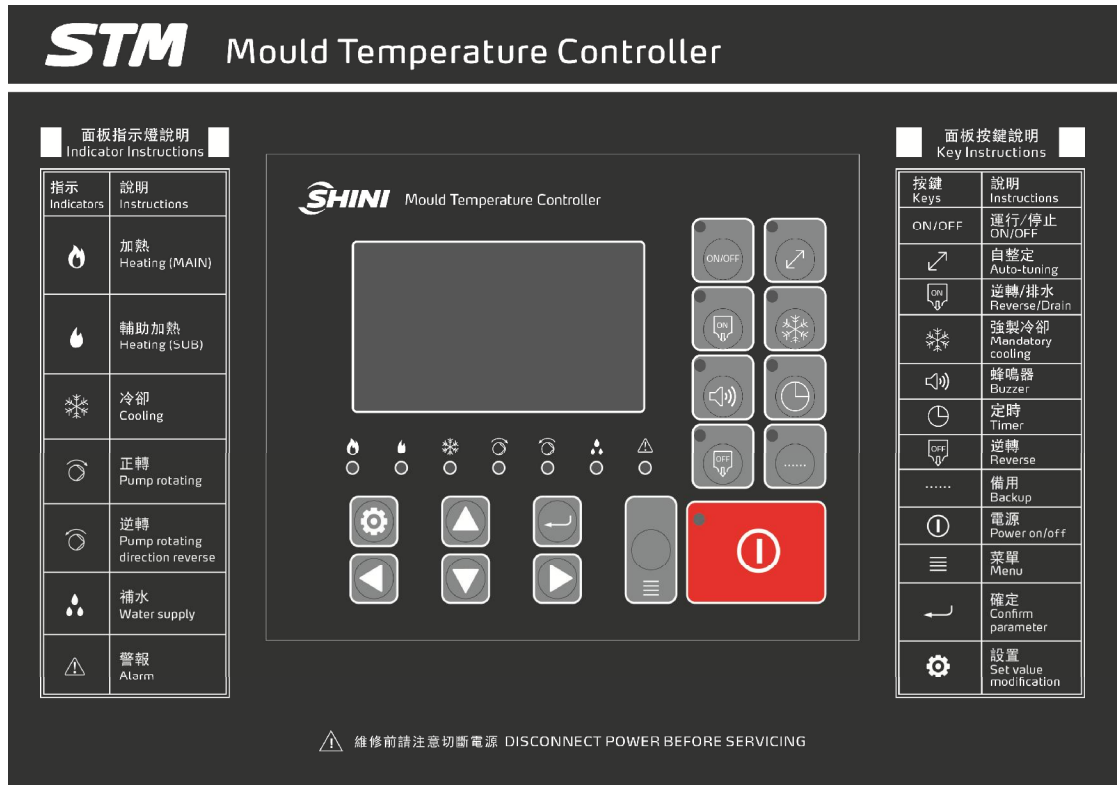 STM Mould Temperature Controller
面板指示燈說明
Indicator Instructions
指示 說明
Indicators Instructions
加熱
Heating (MAIN)
輔助加熱
Heating (SUB)
冷卻
Cooling
正轉
Pump rotating
逆轉
Pump rotating
direction reverse
補水
Water supply
警報
Alarm
SHINI Mould Temperature Controller
ON/OFF
ON
OFF
......
面板按鍵說明
Key Instructions
按鍵 說明
Keys Instructions
ON/OFF 運行/停止
ON/OFF
自整定
Auto-tuning
ON 逆轉/排水
Reverse/Drain
強製冷卻
Mandatory
cooling
蜂鳴器
Buzzer
定時
Timer
OFF 逆轉
Reverse
...... 備用
Backup
電源
Power on/off
菜單
Menu
確定
Confirm
parameter
設置
Set value
modification
維修前請注意切斷電源 DISCONNECT POWER BEFORE SERVICING